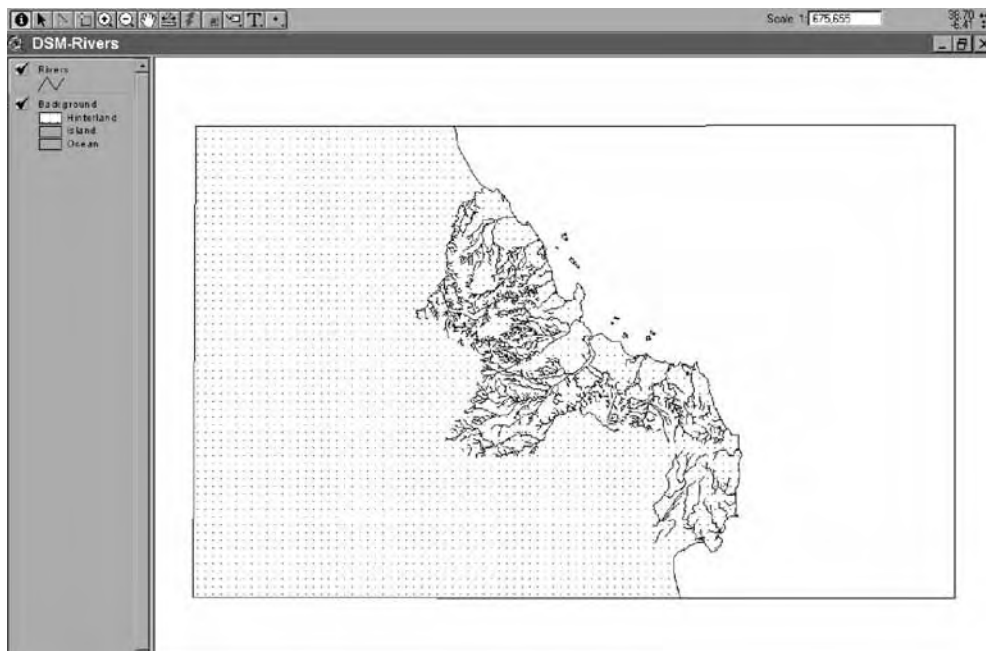 Scale 1: 675,655
DSM-Rivers
Rivers
Background
Hinterland
Island
Ocean